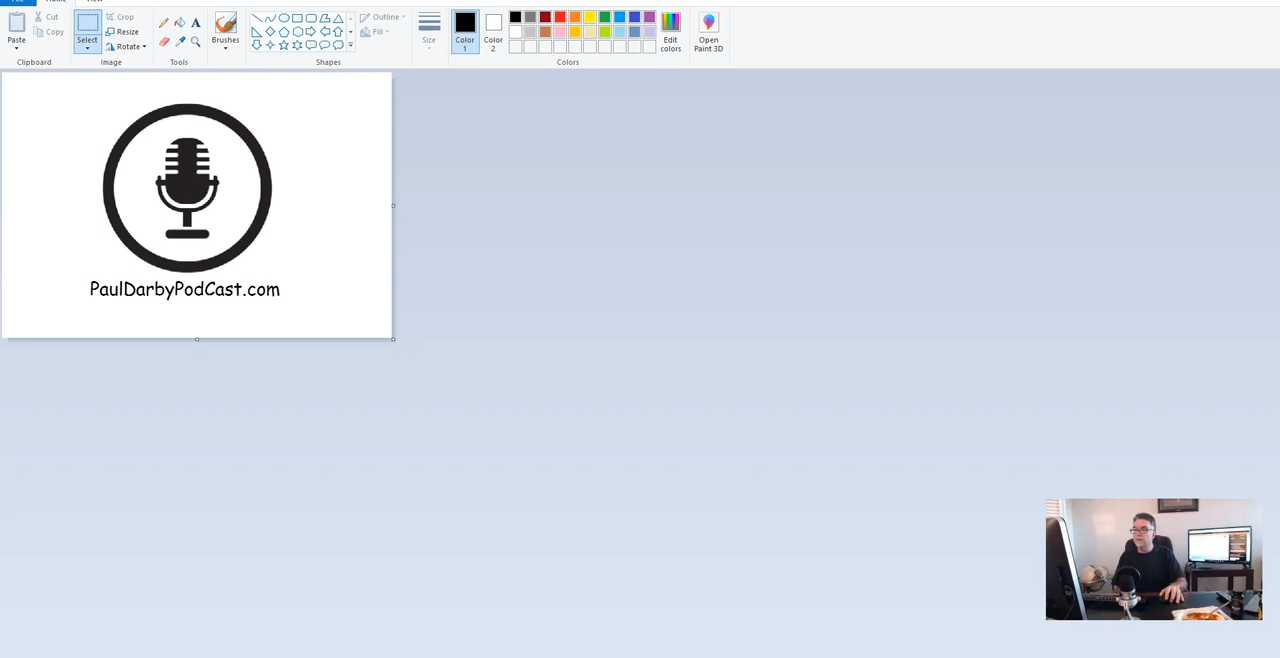 View
Paste
Cut
Copy
Clipboard
Select
Crop
Resize
Rotate
Image
A
Tools
Brushes
Outline
Fill
Shapes
Size
Color
1
Color
2
Edit
colors
Colors
Open
Paint 3D
PaulDarbyPodCast.com